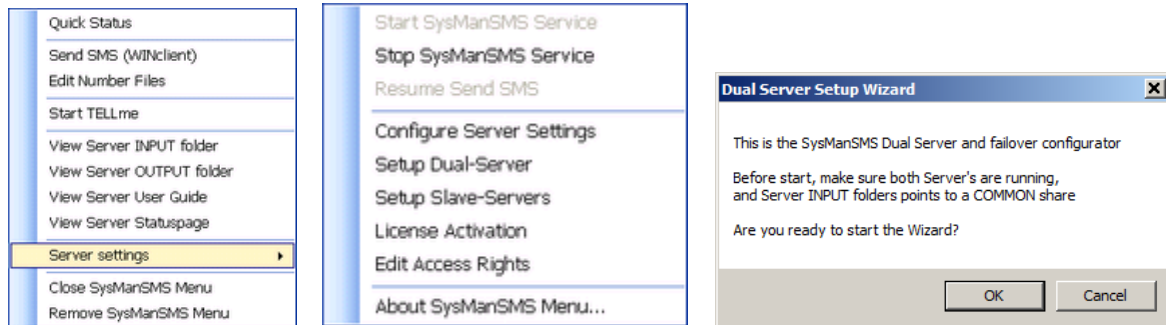 Quick Status
Send SMS (WINclient)
Edit Number Files
Start TELLme
View Server INPUT folder
View Server OUTPUT folder
View Server User Guide
View Server Statuspage
Server settings
Close SysManSMS Menu
Remove SysManSMS Menu
Start SysManSMS Service
Stop SysManSMS Service
Resume Send SMS
Configure Server Settings
Setup Dual-Server
Setup Slave-Servers
License Activation
Edit Access Rights
About SysManSMS Menu...
Dual Server Setup Wizard
This is the SysManSMS Dual Server and failover configurator
Before start, make sure both Server's are running,
and Server INPUT folders points to a COMMON share
Are you ready to start the Wizard?
OK
Cancel